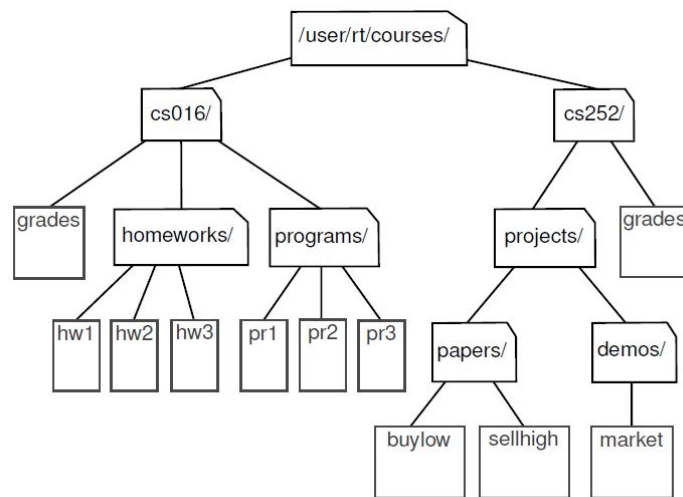 /user/rt/courses/
cs016/
cs252/
grades
homeworks/
programs/
projects/
grades
hw1
hw2
hw3
pr1
pr2
pr3
papers/
demos/
buylow
sellhigh
market